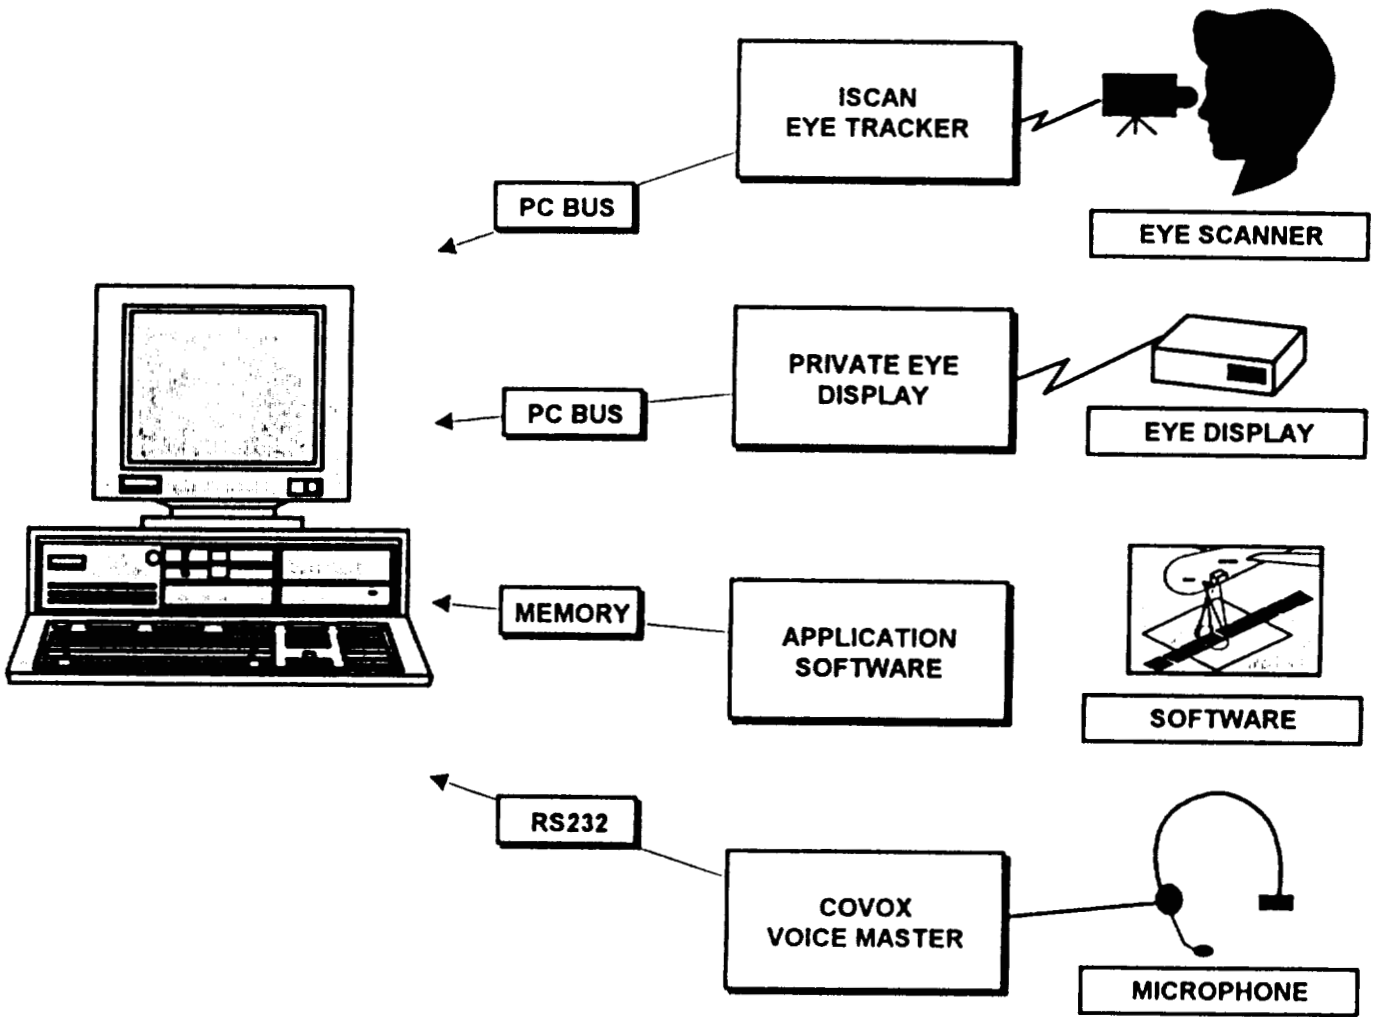 ISCAN
EYE TRACKER
PC BUS
EYE SCANNER
PRIVATE EYE
DISPLAY
PC BUS
EYE DISPLAY
MEMORY
APPLICATION
SOFTWARE
SOFTWARE
RS232
COVOX
VOICE MASTER
MICROPHONE